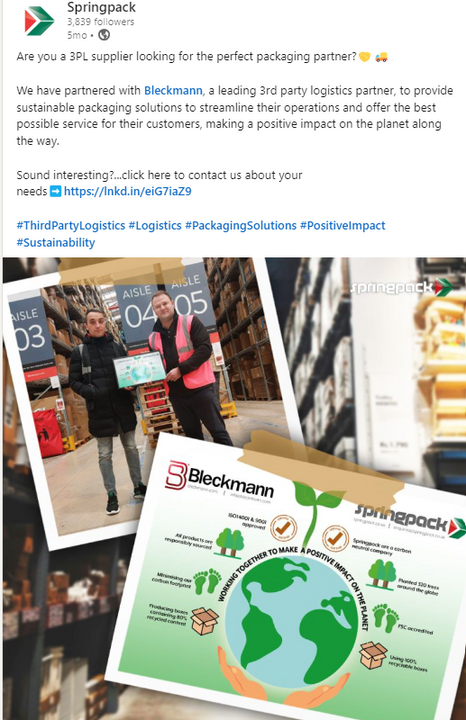 Springpack
3,839 followers
5mo •
Are you a 3PL supplier looking for the perfect packaging partner?🤝 🚚
We have partnered with Bleckmann, a leading 3rd party logistics partner, to provide
sustainable packaging solutions to streamline their operations and offer the best
possible service for their customers, making a positive impact on the planet along
the way.
Sound interesting?...click here to contact us about your
needs➡️https://lnkd.in/eiG7iaZ9
#ThirdPartyLogistics #Logistics #PackagingSolutions #PositiveImpact
#Sustainability
springpack
AISLE
03
AISLE
04
AISLE
05
Bleckmann
springpack
ISO14001 & 9001
approved
Springpack are a carbon
neutral company
All products are
responsibly sourced
Planted 320 trees
around the globe
WORKING TOGETHER TO MAKE A POSITIVE IMPACT ON THE PLANET
Minimising our
carbon footprint
FSC accredited
Producing boxes
containing 80%
recycled content
Using 100%
recyclable boxes